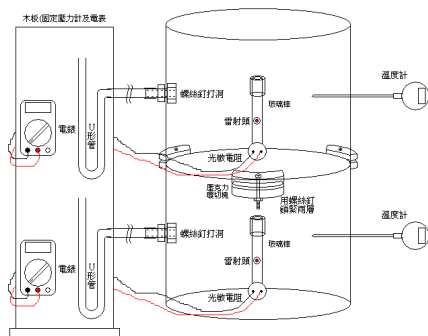 木板(固定壓力計及電表
螺絲釘打洞
溫度計
玻璃棒
電錶
U形管
雷射頭
光敏電阻
壓克力
環切塊
用螺絲釘
鎖緊兩層
螺絲釘打洞
溫度計
玻璃棒
電錶
U形管
雷射頭
光敏電阻